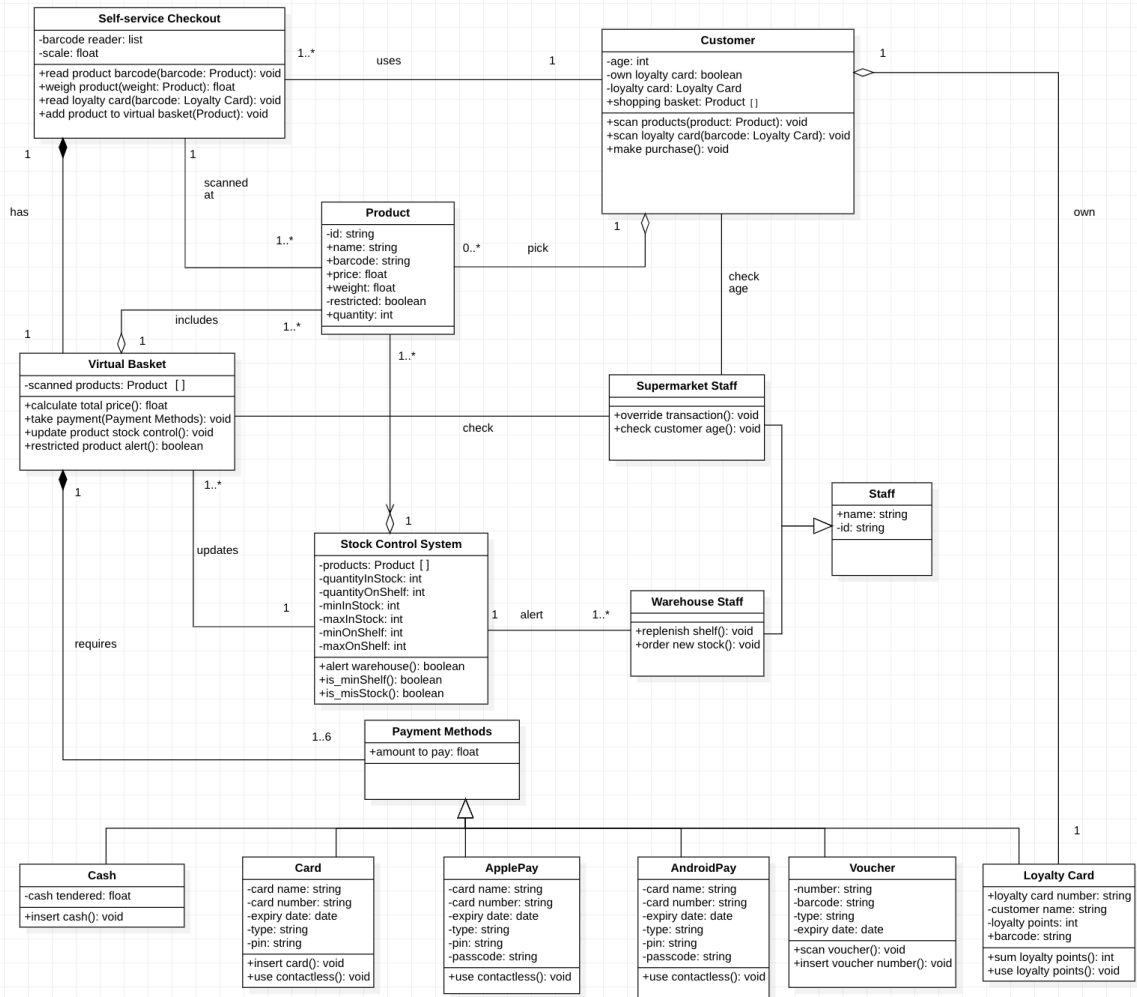 Self-service Checkout
-barcode reader: list
-scale: float
+read product barcode(barcode: Product): void
+weigh product(weight: Product): float
+read loyalty card(barcode: Loyalty Card): void
+add product to virtual basket(Product): void
1..*
uses
1
Customer
-age: int
-own loyalty card: boolean
-loyalty card: Loyalty Card
+shopping basket: Product [ ]
+scan products(product: Product): void
+scan loyalty card(barcode: Loyalty Card): void
+make purchase(): void
1
1
has
1
1
scanned
at
1..*
Product
-id: string
+name: string
+barcode: string
+price: float
+weight: float
-restricted: boolean
+quantity: int
0..*
pick
1
own
check
age
includes
1..*
1
1..*
Virtual Basket
-scanned products: Product [ ]
+calculate total price(): float
+take payment(Payment Methods): void
+update product stock control(): void
+restricted product alert(): boolean
check
Supermarket Staff
+override transaction(): void
+check customer age(): void
1
1..*
updates
1
1
Staff
+name: string
-id: string
Stock Control System
-products: Product [ ]
-quantityInStock: int
-quantityOnShelf: int
-minInStock: int
-maxInStock: int
-minOnShelf: int
-maxOnShelf: int
+alert warehouse(): boolean
+is_minShelf(): boolean
+is_misStock(): boolean
1
alert
1..*
Warehouse Staff
+replenish shelf(): void
+order new stock(): void
requires
1..6
Payment Methods
+amount to pay: float
1
Cash
-cash tendered: float
+insert cash(): void
Card
-card name: string
-card number: string
-expiry date: date
-type: string
-pin: string
+insert card(): void
+use contactless(): void
ApplePay
-card name: string
-card number: string
-expiry date: date
-type: string
-pin: string
-passcode: string
+use contactless(): void
AndroidPay
-card name: string
-card number: string
-expiry date: date
-type: string
-pin: string
-passcode: string
+use contactless(): void
Voucher
-number: string
-barcode: string
-type: string
-expiry date: date
+scan voucher(): void
+insert voucher number(): void
Loyalty Card
+loyalty card number: string
-customer name: string
-loyalty points: int
+barcode: string
+sum loyalty points(): int
+use loyalty points(): void